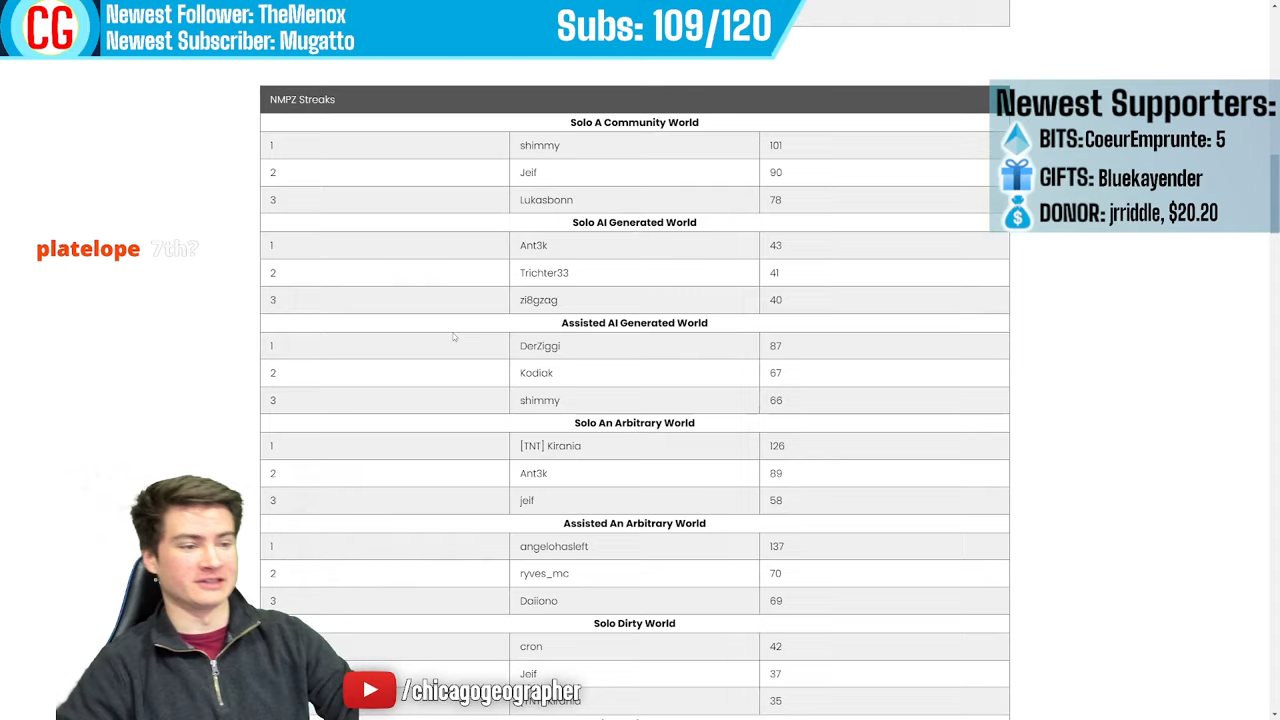 CG
Newest Follower: TheMenox
Newest Subscriber: Mugatto
Subs: 109/120
Newest Supporters:
BITS: CoeurEmprunte: 5
GIFTS: Bluekayender
DONOR: jrriddle, $20.20
platelope 7th?
NMPZ Streaks
Solo A Community World
1 shimmy 101
2 Jeif 90
3 Lukasbonn 78
Solo AI Generated World
1 Ant3k 43
2 Trichter33 41
3 zi8gzag 40
Assisted AI Generated World
1 DerZiggi 87
2 Kodiak 67
3 shimmy 66
Solo An Arbitrary World
1 [TNT] Kirania 126
2 Ant3k 89
3 jeif 58
Assisted An Arbitrary World
1 angelohasleft 137
2 ryves_mc 70
3 Daiiono 69
Solo Dirty World
cron 42
Jeif 37
/chicagogeographer
35